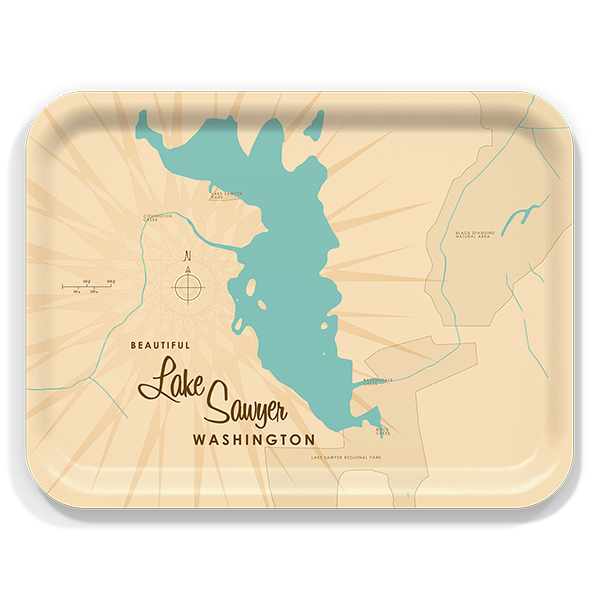 LAKE SAWYER
PARK
COVINGTON
CREEK
BLACK DIAMOND
NATURAL AREA
N
BEAUTIFUL
Lake
Sawyer
WASHINGTON
RAVENSDALE
CREEK
ROCK
CREEK
LAKE SAWYER REGIONAL PARK